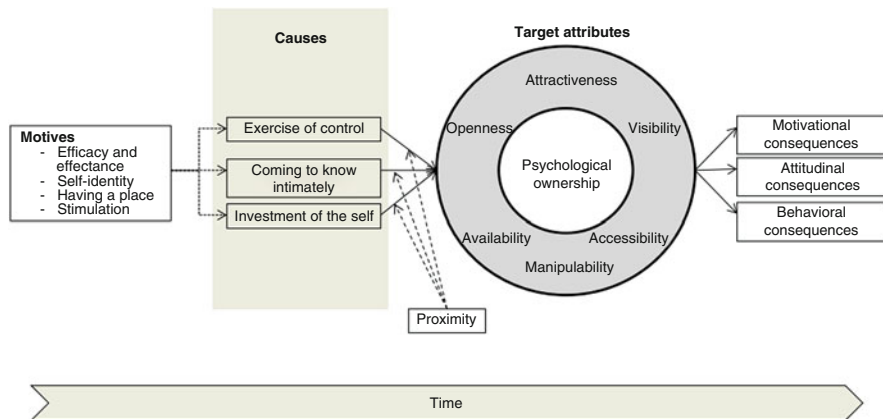 Causes
Target attributes
Motives
- Efficacy and
effectance
- Self-identity
- Having a place
- Stimulation
Exercise of control
Coming to know
intimately
Investment of the self
Proximity
Attractiveness
Openness
Visibility
Psychological
ownership
Availability
Accessibility
Manipulability
Motivational
consequences
Attitudinal
consequences
Behavioral
consequences
Time